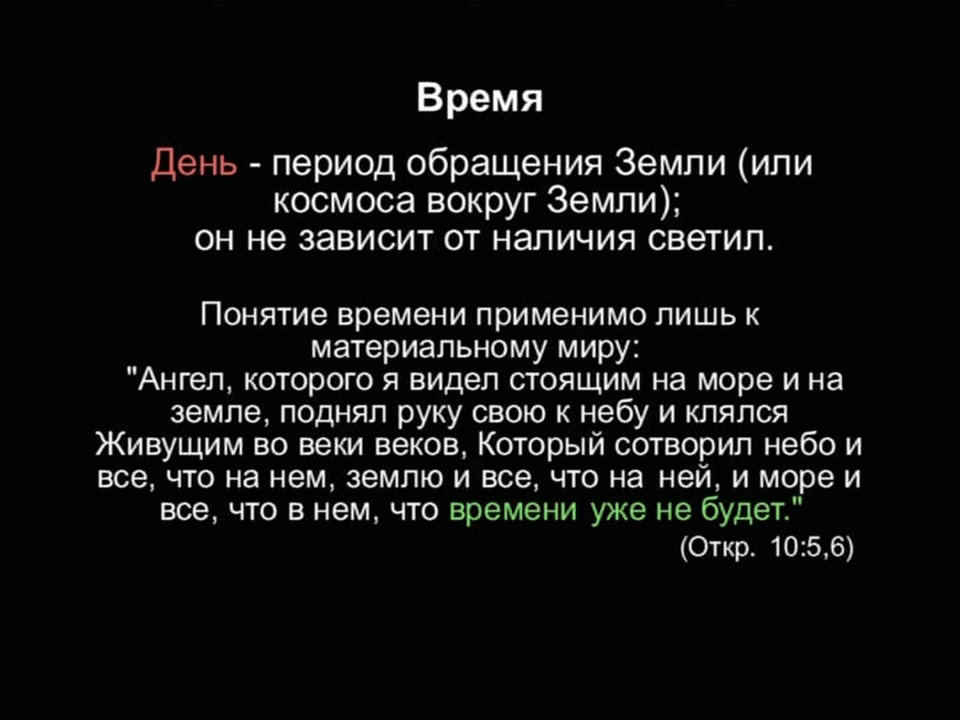 Время
День - период обращения Земли (или
космоса вокруг Земли);
он не зависит от наличия светил.
Понятие времени применимо лишь к
материальному миру:
"Ангел, которого я видел стоящим на море и на
земле, поднял руку свою к небу и клялся
Живущим во веки веков, Который сотворил небо и
все, что на нем, землю и все, что на ней, и море и
все, что в нем, что времени уже не будет."
(Откр. 10:5,6)